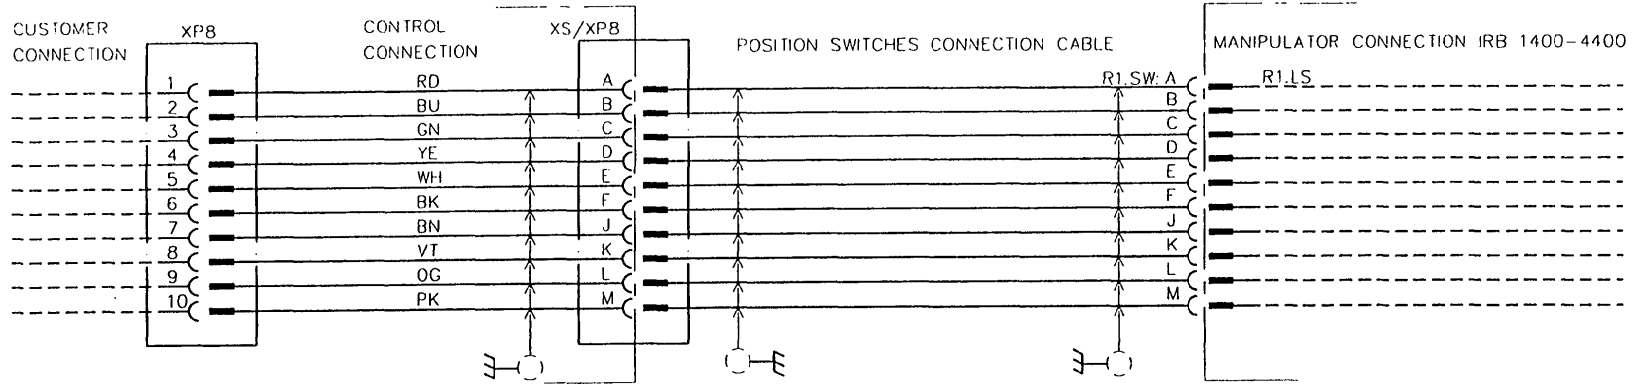 CUSTOMER
CONNECTION
XP8
CONTROL
CONNECTION
XS/XP8
POSITION SWITCHES CONNECTION CABLE
MANIPULATOR CONNECTION IRB 1400-4400
1 RD A R1.SW: A R1.LS
2 BU B B
3 GN C C
4 YE D D
5 WH E E
6 BK F F
7 BN J J
8 VT K K
9 OG L L
10 PK M M